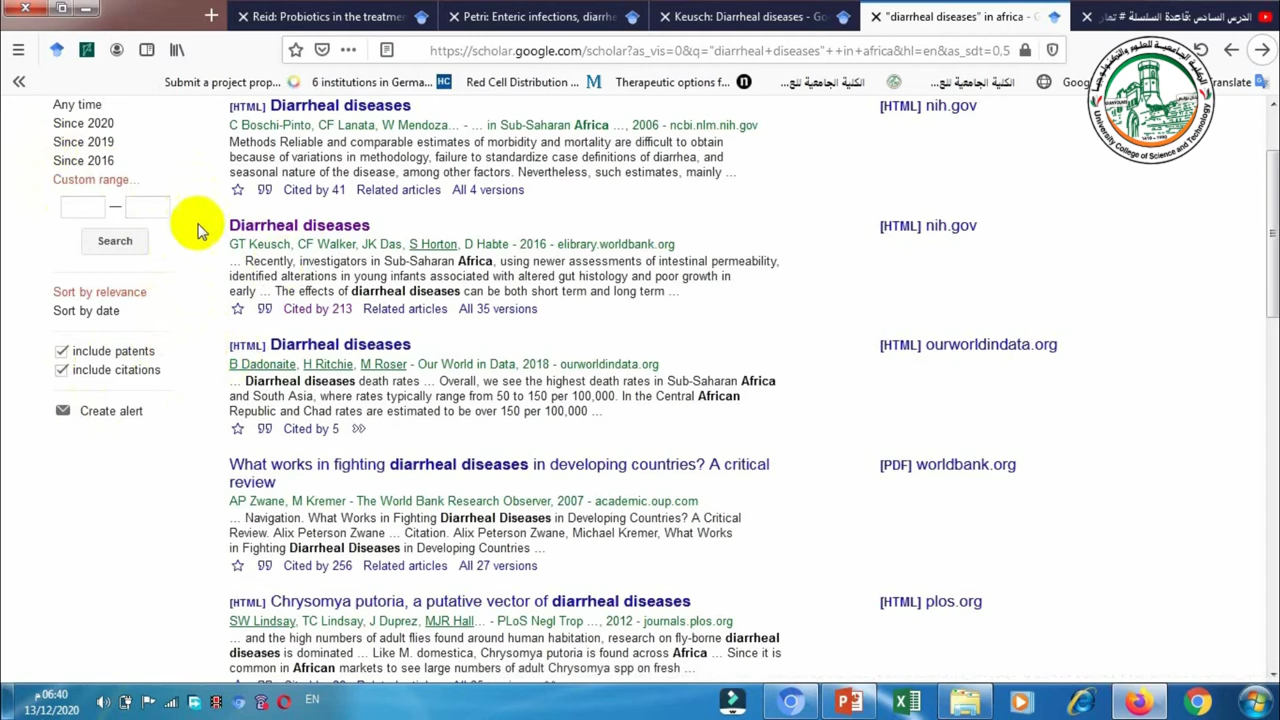 Reid: Probiotics in the treatmen
Petri: Enteric infections, diarrhe
Keusch: Diarrheal diseases - Go
"diarrheal diseases" in africa - G
الدرس السادس :قاعدة السلسلة # تمار
https://scholar.google.com/scholar?as_vis=0&q="diarrheal+diseases"++in+africa&hl=en&as_sdt=0,5
Submit a project prop...
6 institutions in Germa...
HC
Red Cell Distribution ...
M
Therapeutic options f...
n
الكلية الجامعية للع...
الكلية الجامعية للع...
Goog
Translate
University College of Science and Technology
Any time
Since 2020
Since 2019
Since 2016
Custom range...
—
Search
Sort by relevance
Sort by date
include patents
include citations
Create alert
[HTML] Diarrheal diseases
[HTML] nih.gov
C Boschi-Pinto, CF Lanata, W Mendoza... - ... in Sub-Saharan Africa ..., 2006 - ncbi.nlm.nih.gov
Methods Reliable and comparable estimates of morbidity and mortality are difficult to obtain
because of variations in methodology, failure to standardize case definitions of diarrhea, and
seasonal nature of the disease, among other factors. Nevertheless, such estimates, mainly ...
Cited by 41 Related articles All 4 versions
Diarrheal diseases
[HTML] nih.gov
GT Keusch, CF Walker, JK Das, S Horton, D Habte - 2016 - elibrary.worldbank.org
... Recently, investigators in Sub-Saharan Africa, using newer assessments of intestinal permeability,
identified alterations in young infants associated with altered gut histology and poor growth in
early ... The effects of diarrheal diseases can be both short term and long term ...
Cited by 213 Related articles All 35 versions
[HTML] Diarrheal diseases
[HTML] ourworldindata.org
B Dadonaite, H Ritchie, M Roser - Our World in Data, 2018 - ourworldindata.org
... Diarrheal diseases death rates ... Overall, we see the highest death rates in Sub-Saharan Africa
and South Asia, where rates typically range from 50 to 150 per 100,000. In the Central African
Republic and Chad rates are estimated to be over 150 per 100,000 ...
Cited by 5
What works in fighting diarrheal diseases in developing countries? A critical
review
[PDF] worldbank.org
AP Zwane, M Kremer - The World Bank Research Observer, 2007 - academic.oup.com
... Navigation. What Works in Fighting Diarrheal Diseases in Developing Countries? A Critical
Review. Alix Peterson Zwane ... Citation. Alix Peterson Zwane, Michael Kremer, What Works
in Fighting Diarrheal Diseases in Developing Countries ...
Cited by 256 Related articles All 27 versions
[HTML] Chrysomya putoria, a putative vector of diarrheal diseases
[HTML] plos.org
SW Lindsay, TC Lindsay, J Duprez, MJR Hall... - PLoS Negl Trop ..., 2012 - journals.plos.org
... and the high numbers of adult flies found around human habitation, research on fly-borne diarrheal
diseases is dominated ... Like M. domestica, Chrysomya putoria is found across Africa ... Since it is
common in African markets to see large numbers of adult Chrysomya spp on fresh ...
06:40 م
13/12/2020
EN